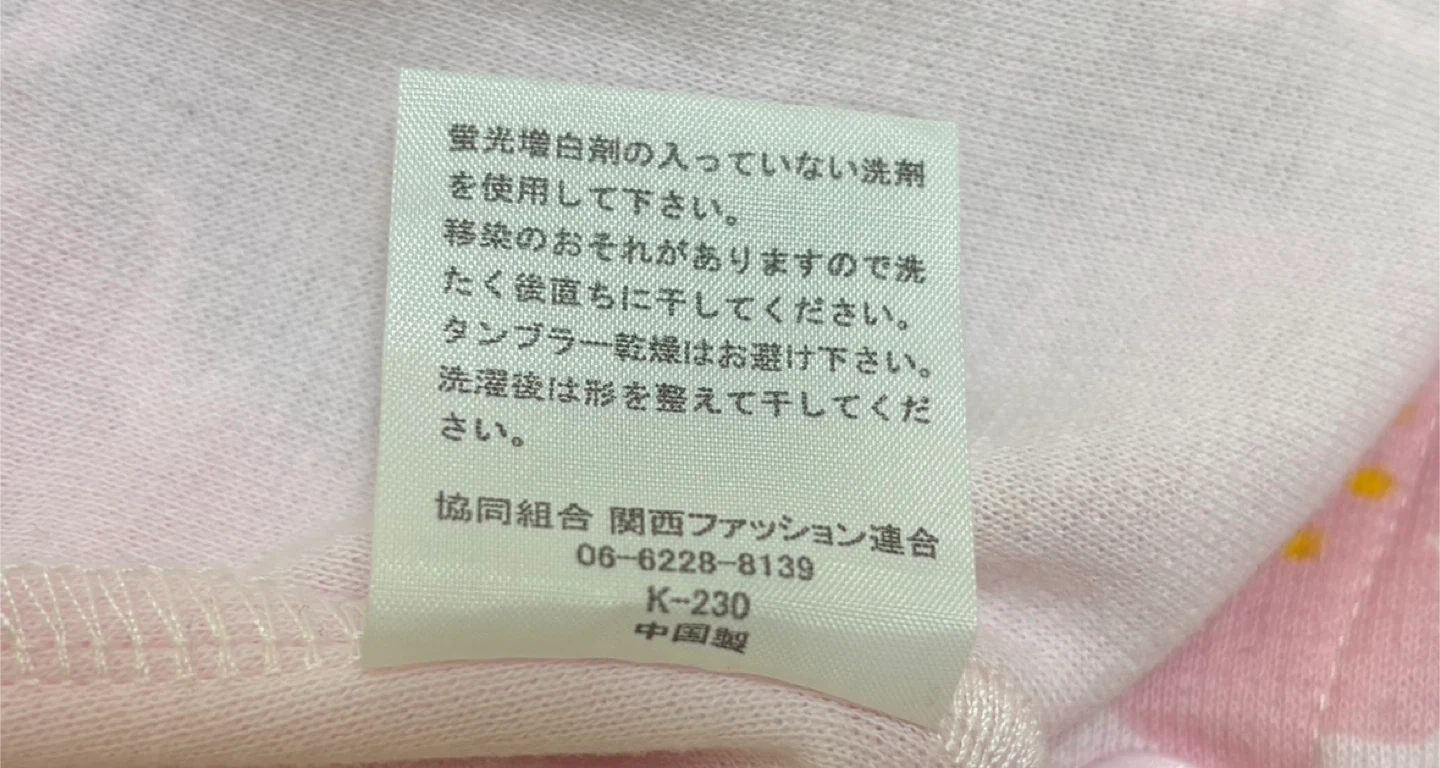 蛍光増白剤の入っていない洗剤
を使用して下さい。
移染のおそれがありますので洗
たく後直ちに干してください。
タンブラー乾燥はお避け下さい。
洗濯後は形を整えて干してくだ
さい。
協同組合 関西ファッション連合
06-6228-8139
K-230
中国製